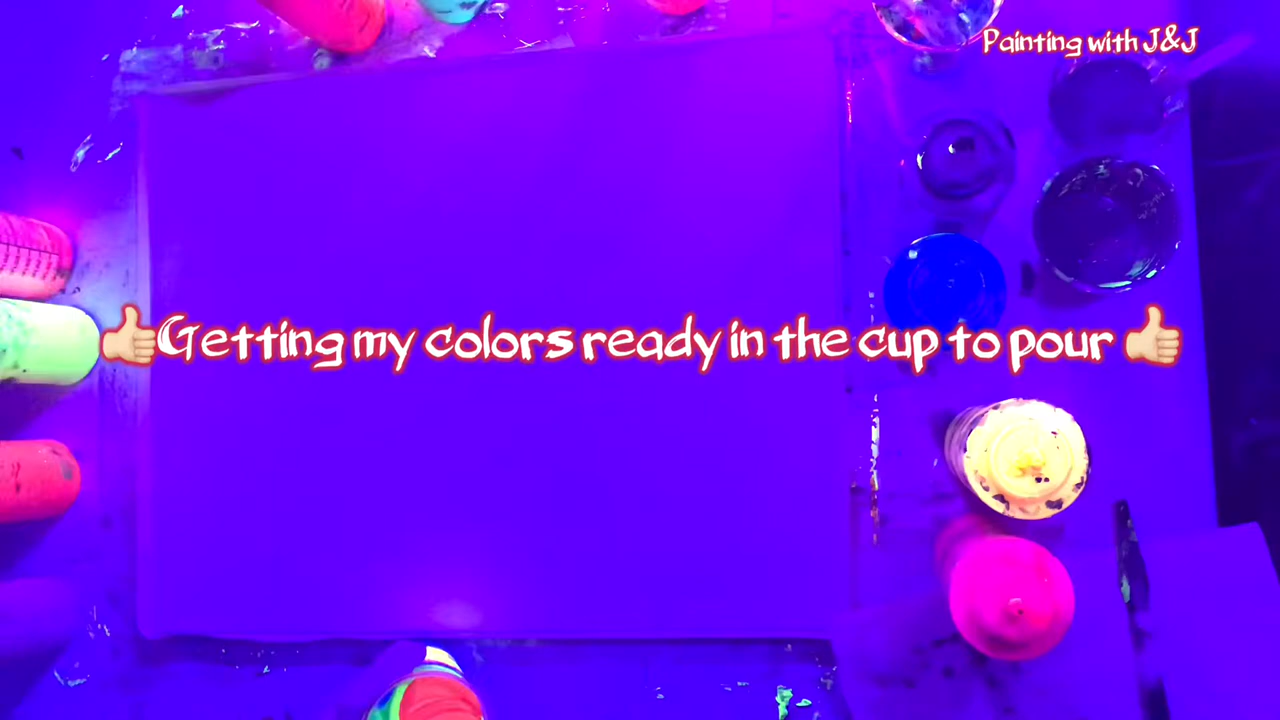 Painting with J&J
👍🏼Getting my colors ready in the cup to pour 👍🏼